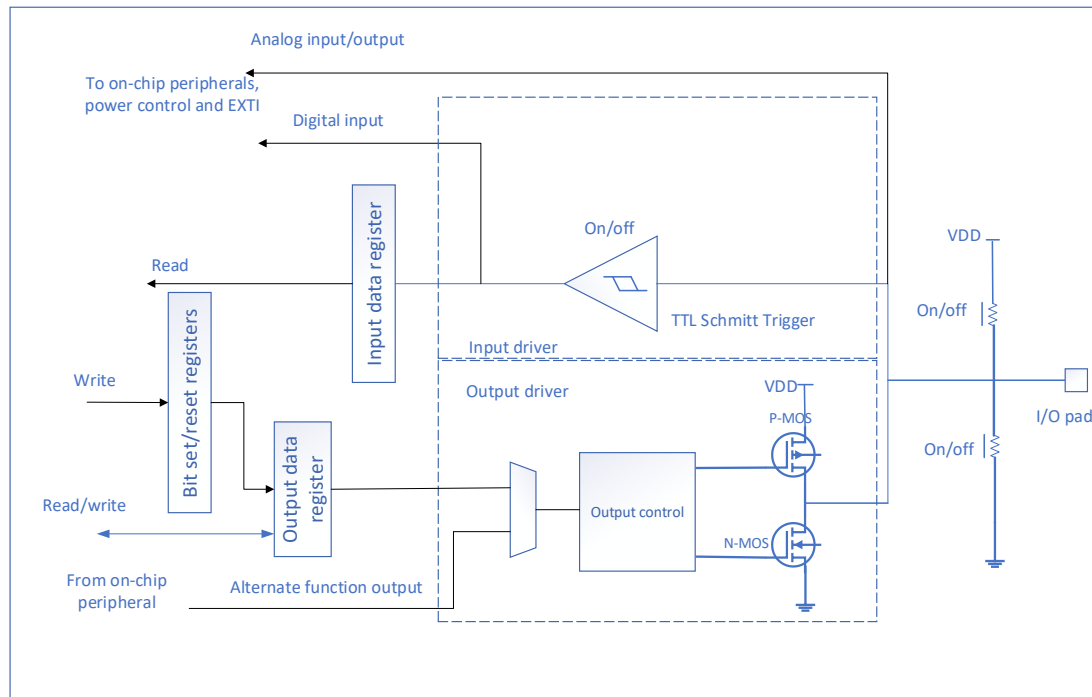 Analog input/output
To on-chip peripherals,
power control and EXTI
Digital input
On/off
Input data register
Read
TTL Schmitt Trigger
Input driver
VDD
On/off
Write
Bit set/reset registers
Output driver
VDD
P-MOS
I/O pad
On/off
Output data
register
Read/write
Output control
N-MOS
From on-chip
peripheral
Alternate function output